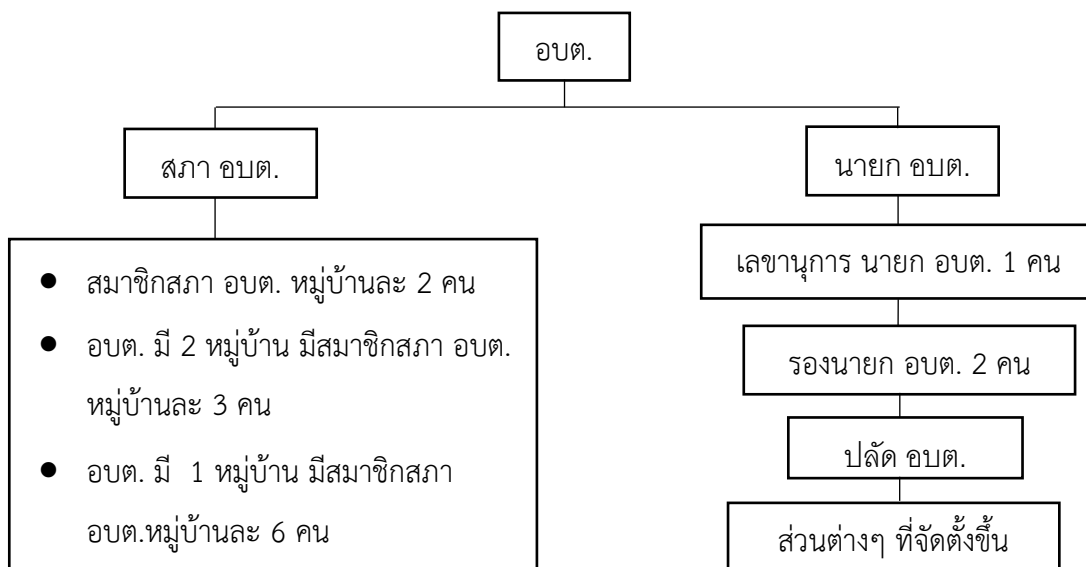 อบต.
สภา อบต.
นายก อบต.
● สมาชิกสภา อบต. หมู่บ้านละ 2 คน
● อบต. มี 2 หมู่บ้าน มีสมาชิกสภา อบต.
หมู่บ้านละ 3 คน
● อบต. มี 1 หมู่บ้าน มีสมาชิกสภา
อบต.หมู่บ้านละ 6 คน
เลขานุการ นายก อบต. 1 คน
รองนายก อบต. 2 คน
ปลัด อบต.
ส่วนต่างๆ ที่จัดตั้งขึ้น